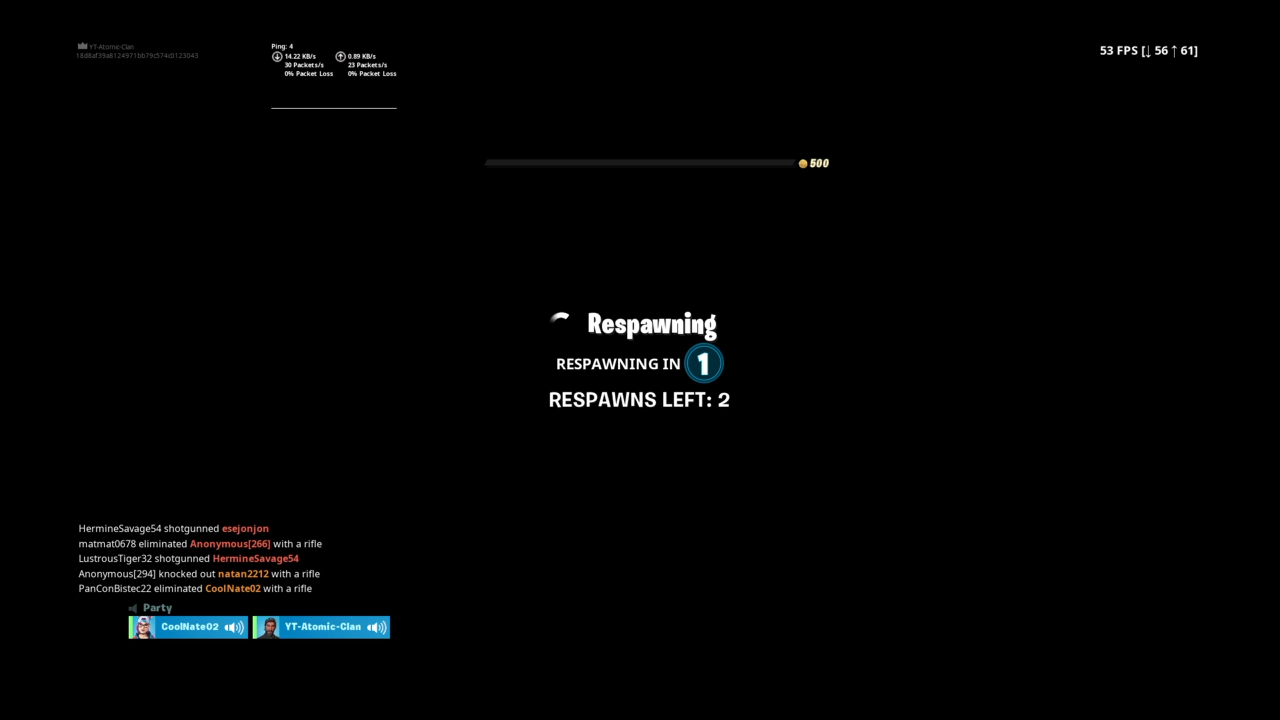 YT-Atomic-Clan
Ping: 4
14.22 KB/s 0.89 KB/s
30 Packets/s 23 Packets/s
0% Packet Loss 0% Packet Loss
53 FPS [↓ 56 ↑ 61]
500
Respawning
RESPAWNING IN 1
RESPAWNS LEFT: 2
HermineSavage54 shotgunned esejonjon
matmat0678 eliminated Anonymous[266] with a rifle
LustrousTiger32 shotgunned HermineSavage54
Anonymous[294] knocked out natan2212 with a rifle
PanConBistec22 eliminated CoolNate02 with a rifle
Party
CoolNate02 YT-Atomic-Clan